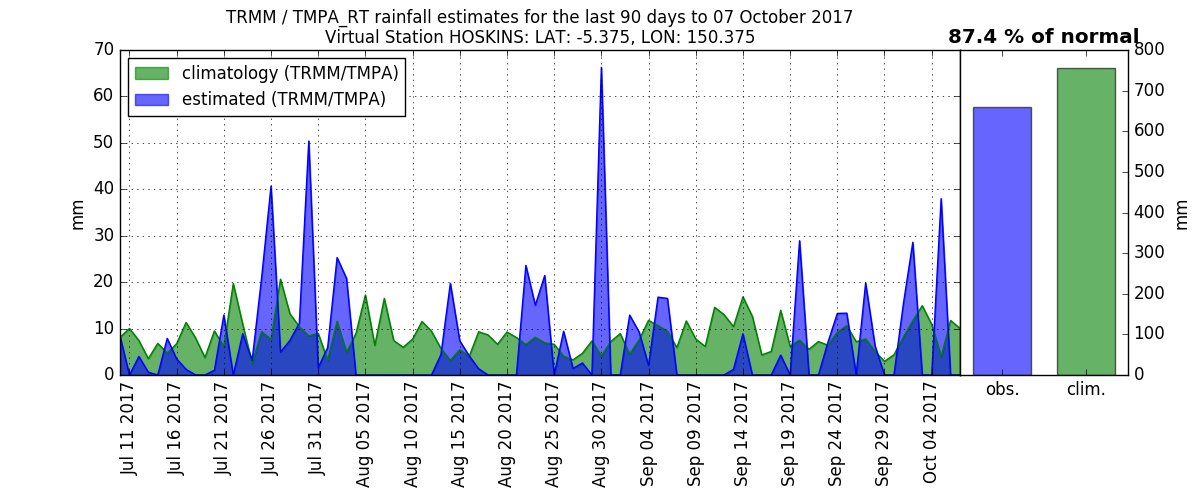 TRMM / TMPA_RT rainfall estimates for the last 90 days to 07 October 2017
Virtual Station HOSKINS: LAT: -5.375, LON: 150.375
87.4 % of normal
climatology (TRMM/TMPA)
estimated (TRMM/TMPA)
mm
70
60
50
40
30
20
10
0
Jul 11 2017
Jul 16 2017
Jul 21 2017
Jul 26 2017
Jul 31 2017
Aug 05 2017
Aug 10 2017
Aug 15 2017
Aug 20 2017
Aug 25 2017
Aug 30 2017
Sep 04 2017
Sep 09 2017
Sep 14 2017
Sep 19 2017
Sep 24 2017
Sep 29 2017
Oct 04 2017
800
700
600
500
400
300
200
100
0
mm
obs.
clim.